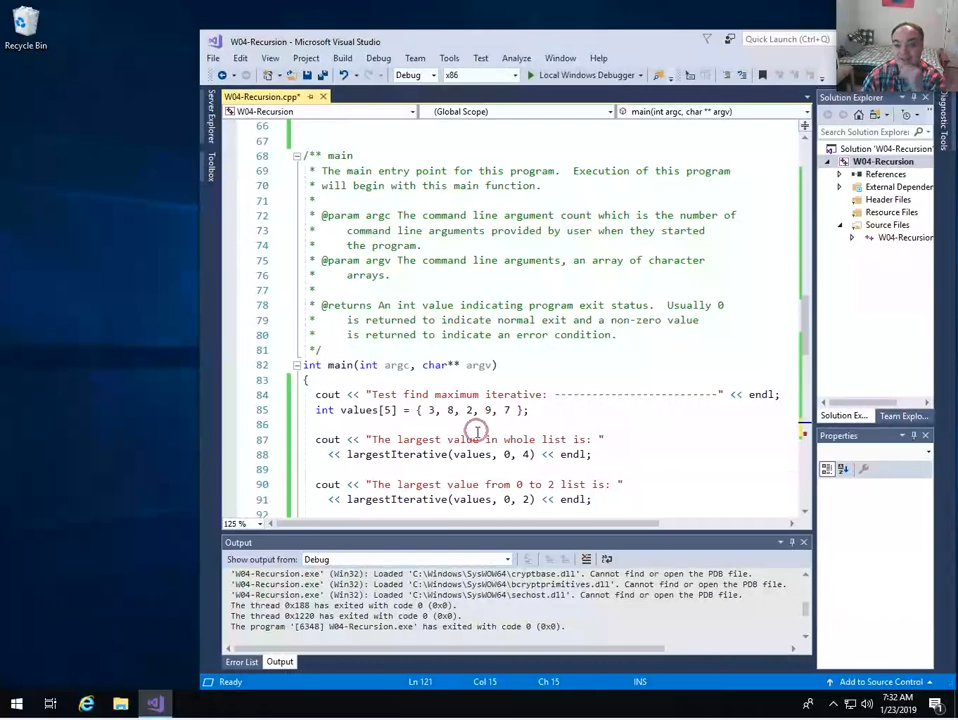 Recycle Bin
W04-Recursion - Microsoft Visual Studio
Quick Launch (Ctrl+Q)
File Edit View Project Build Debug Team Tools Test Analyze Window Help
Debug x86 Local Windows Debugger
Server Explorer
Toolbox
W04-Recursion.cpp*
W04-Recursion (Global Scope) main(int argc, char ** argv)
66
67
68 /** main
69 * The main entry point for this program. Execution of this program
70 * will begin with this main function.
71 *
72 * @param argc The command line argument count which is the number of
73 * command line arguments provided by user when they started
74 * the program.
75 * @param argv The command line arguments, an array of character
76 * arrays.
77 *
78 * @returns An int value indicating program exit status. Usually 0
79 * is returned to indicate normal exit and a non-zero value
80 * is returned to indicate an error condition.
81 */
82 int main(int argc, char** argv)
83 {
84 cout << "Test find maximum iterative: --------------------------" << endl;
85 int values[5] = { 3, 8, 2, 9, 7 };
86
87 cout << "The largest value in whole list is: "
88 << largestIterative(values, 0, 4) << endl;
89
90 cout << "The largest value from 0 to 2 list is: "
91 << largestIterative(values, 0, 2) << endl;
92
125 %
Output
Show output from: Debug
'W04-Recursion.exe' (Win32): Loaded 'C:\Windows\SysWOW64\cryptbase.dll'. Cannot find or open the PDB file.
'W04-Recursion.exe' (Win32): Loaded 'C:\Windows\SysWOW64\bcryptprimitives.dll'. Cannot find or open the PDB file.
'W04-Recursion.exe' (Win32): Loaded 'C:\Windows\SysWOW64\sechost.dll'. Cannot find or open the PDB file.
The thread 0x188 has exited with code 0 (0x0).
The thread 0x1220 has exited with code 0 (0x0).
The program '[6348] W04-Recursion.exe' has exited with code 0 (0x0).
Error List Output
Solution Explorer
Search Solution Explorer
Solution 'W04-Recursion'
W04-Recursion
References
External Depende
Header Files
Resource Files
Source Files
W04-Recursion
Solution Ex... Team Explo...
Properties
Diagnostic Tools
Ready Ln 121 Col 15 Ch 15 INS Add to Source Control
7:32 AM
1/23/2019
1